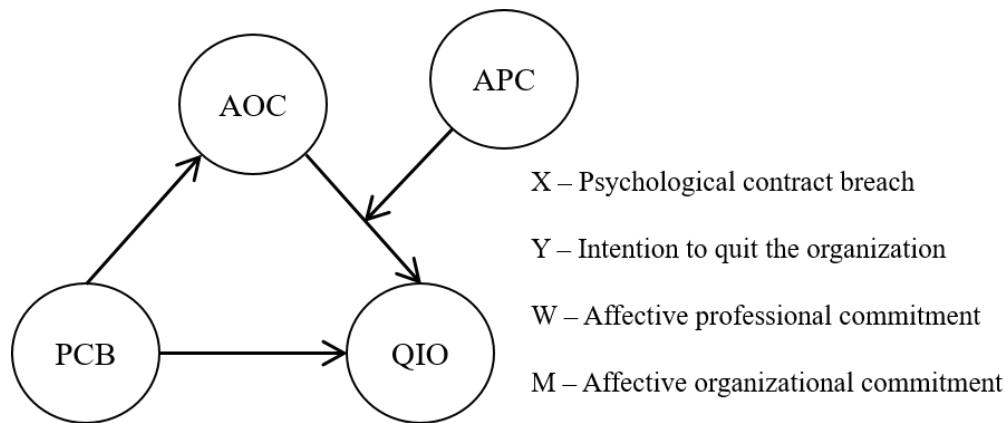 AOC
APC
PCB
QIO
X – Psychological contract breach
Y – Intention to quit the organization
W – Affective professional commitment
M – Affective organizational commitment